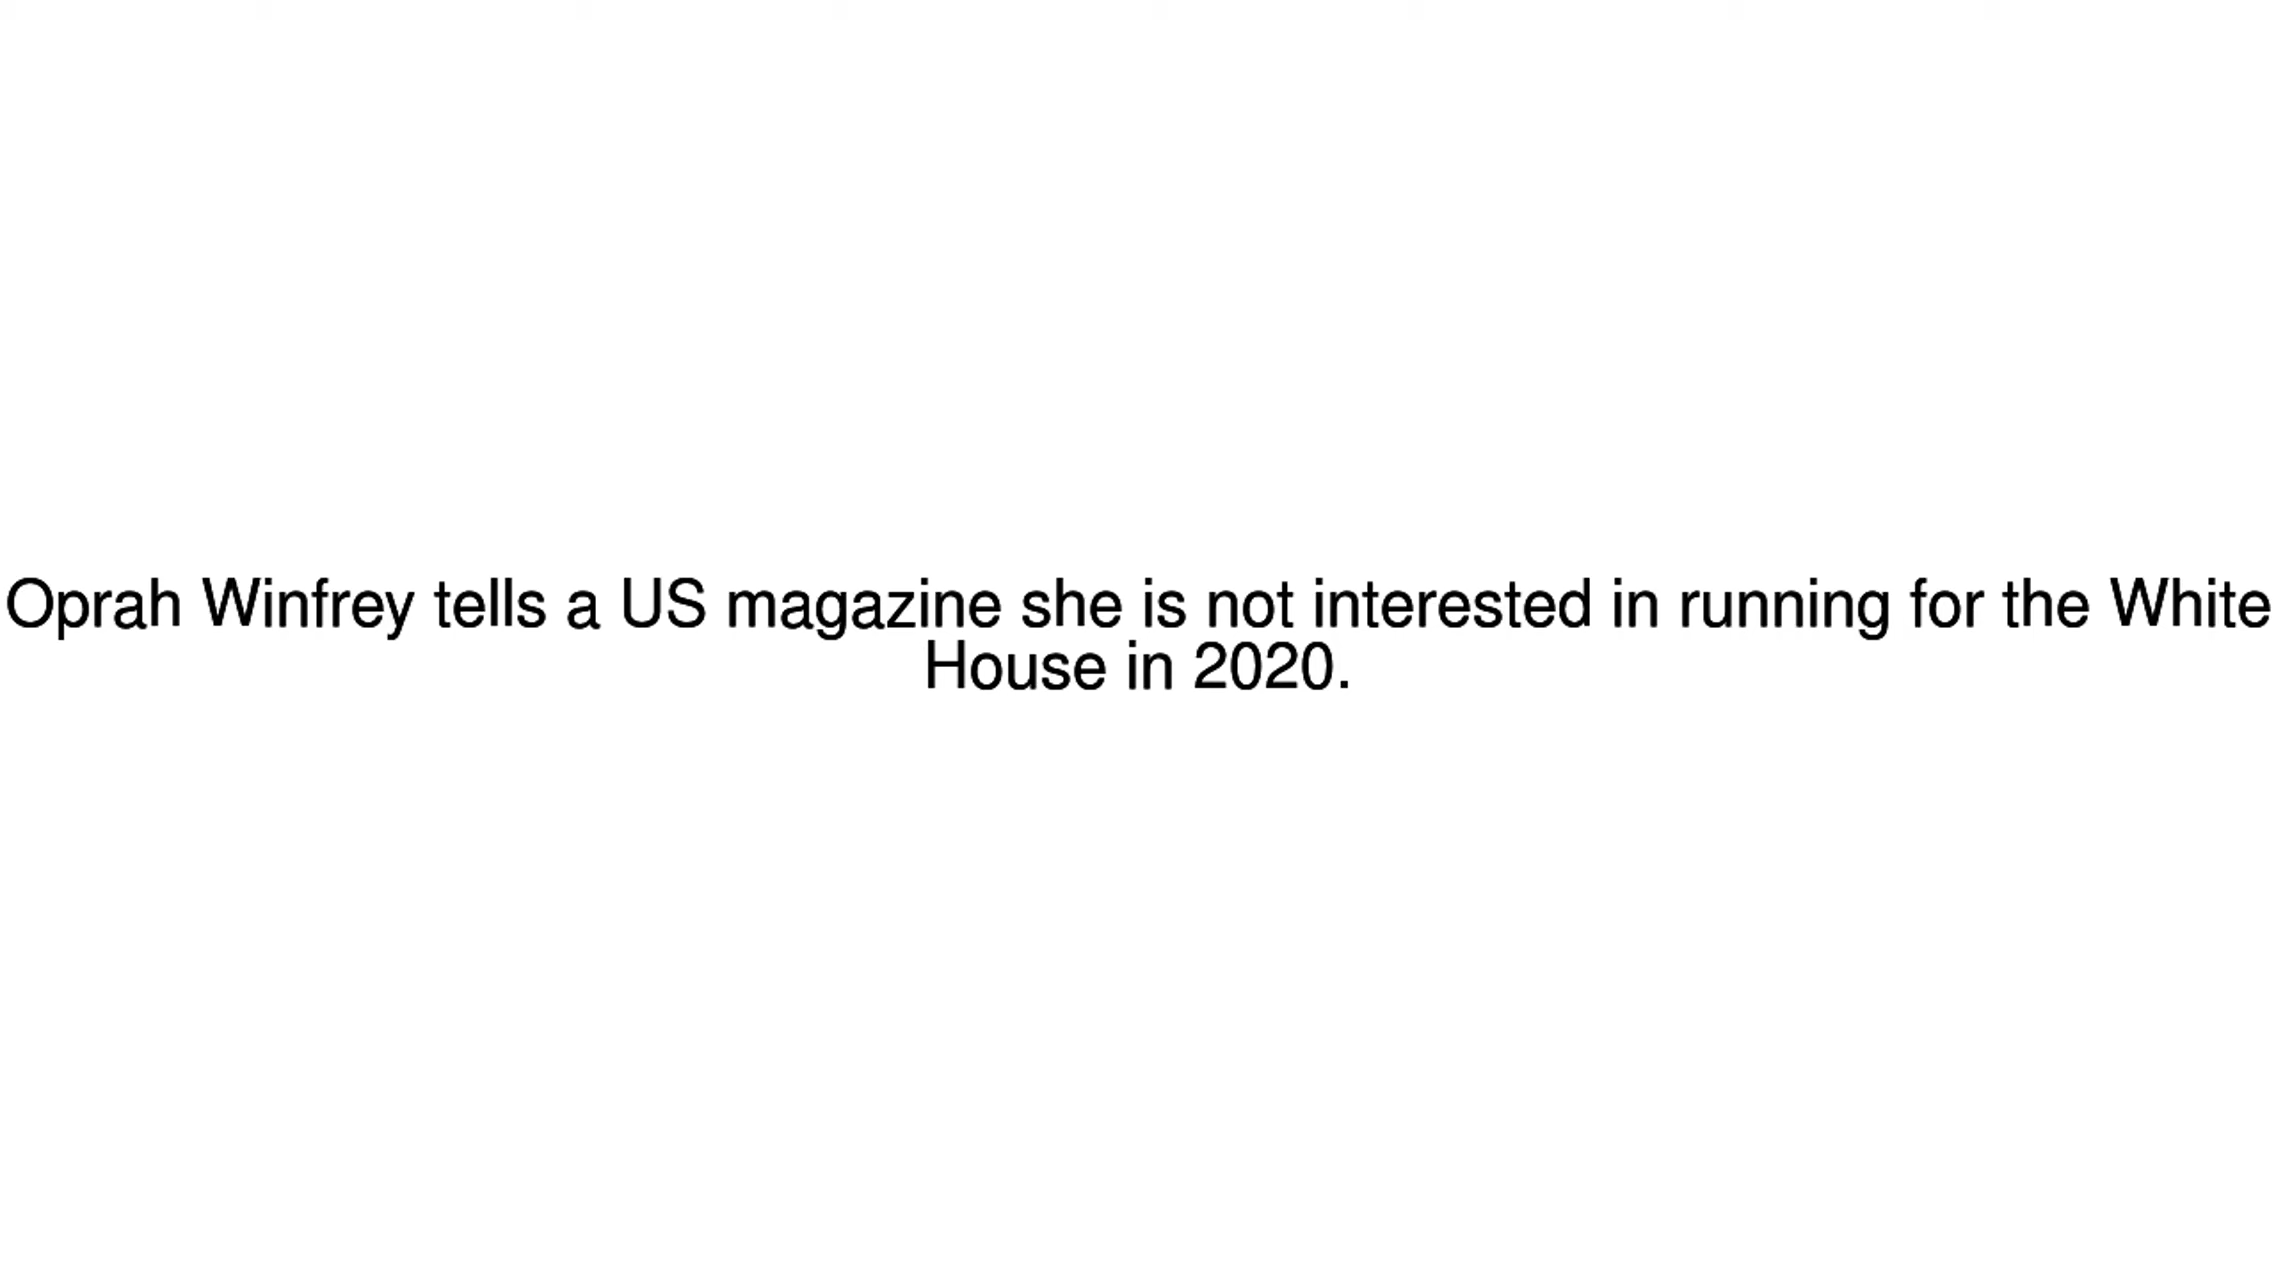 Oprah Winfrey tells a US magazine she is not interested in running for the White
House in 2020.